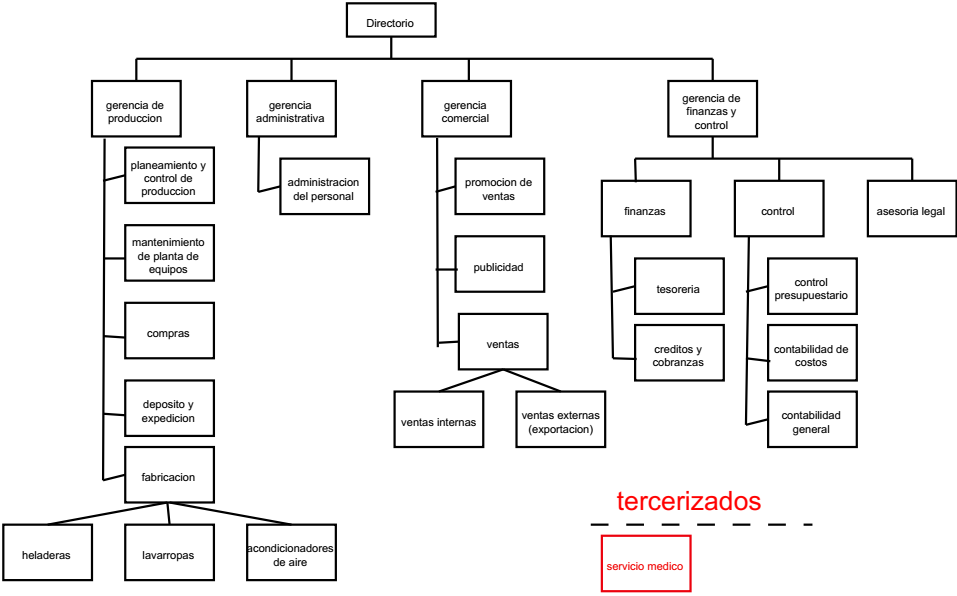 Directorio
gerencia de
produccion
gerencia
administrativa
gerencia
comercial
gerencia de
finanzas y
control
planeamiento y
control de
produccion
administracion
del personal
promocion de
ventas
finanzas
control
asesoria legal
mantenimiento
de planta de
equipos
publicidad
tesoreria
control
presupuestario
compras
ventas
creditos y
cobranzas
contabilidad de
costos
deposito y
expedicion
ventas internas
ventas externas
(exportacion)
contabilidad
general
fabricacion
heladeras
lavarropas
acondicionadores
de aire
tercerizados
servicio medico